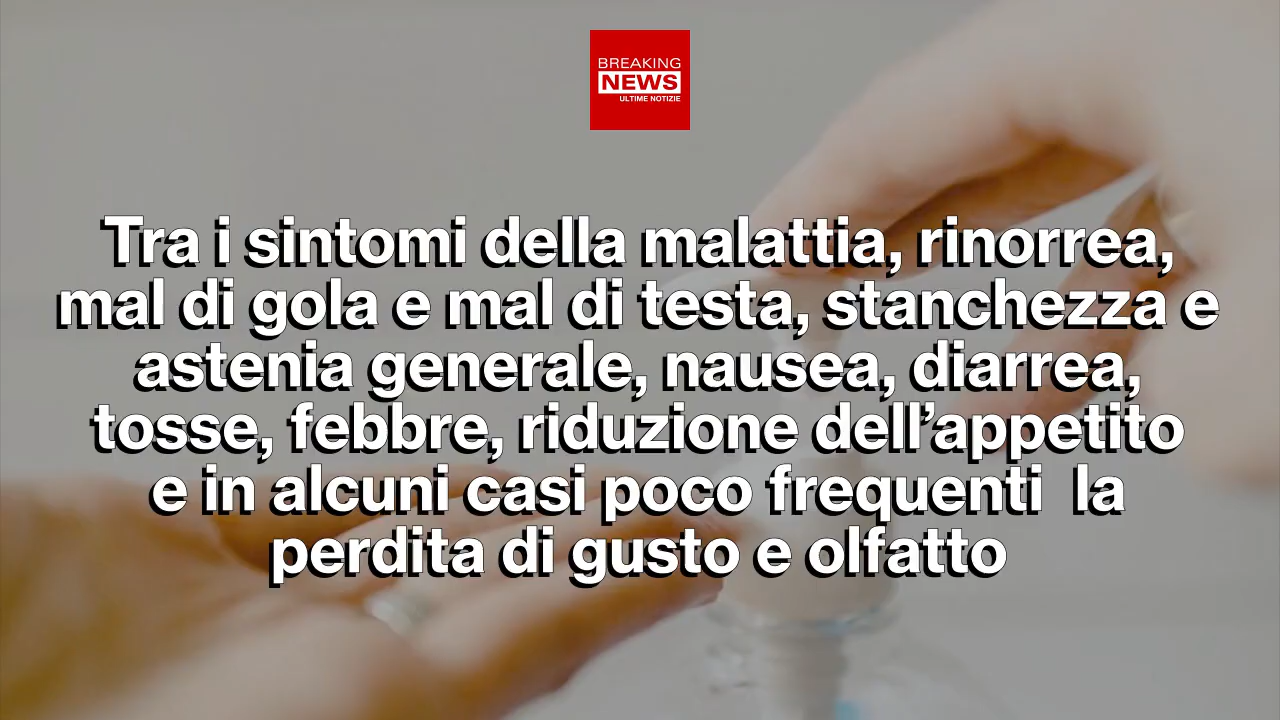 BREAKING
NEWS
ULTIME NOTIZIE
Tra i sintomi della malattia, rinorrea,
mal di gola e mal di testa, stanchezza e
astenia generale, nausea, diarrea,
tosse, febbre, riduzione dell’appetito
e in alcuni casi poco frequenti  la
perdita di gusto e olfatto